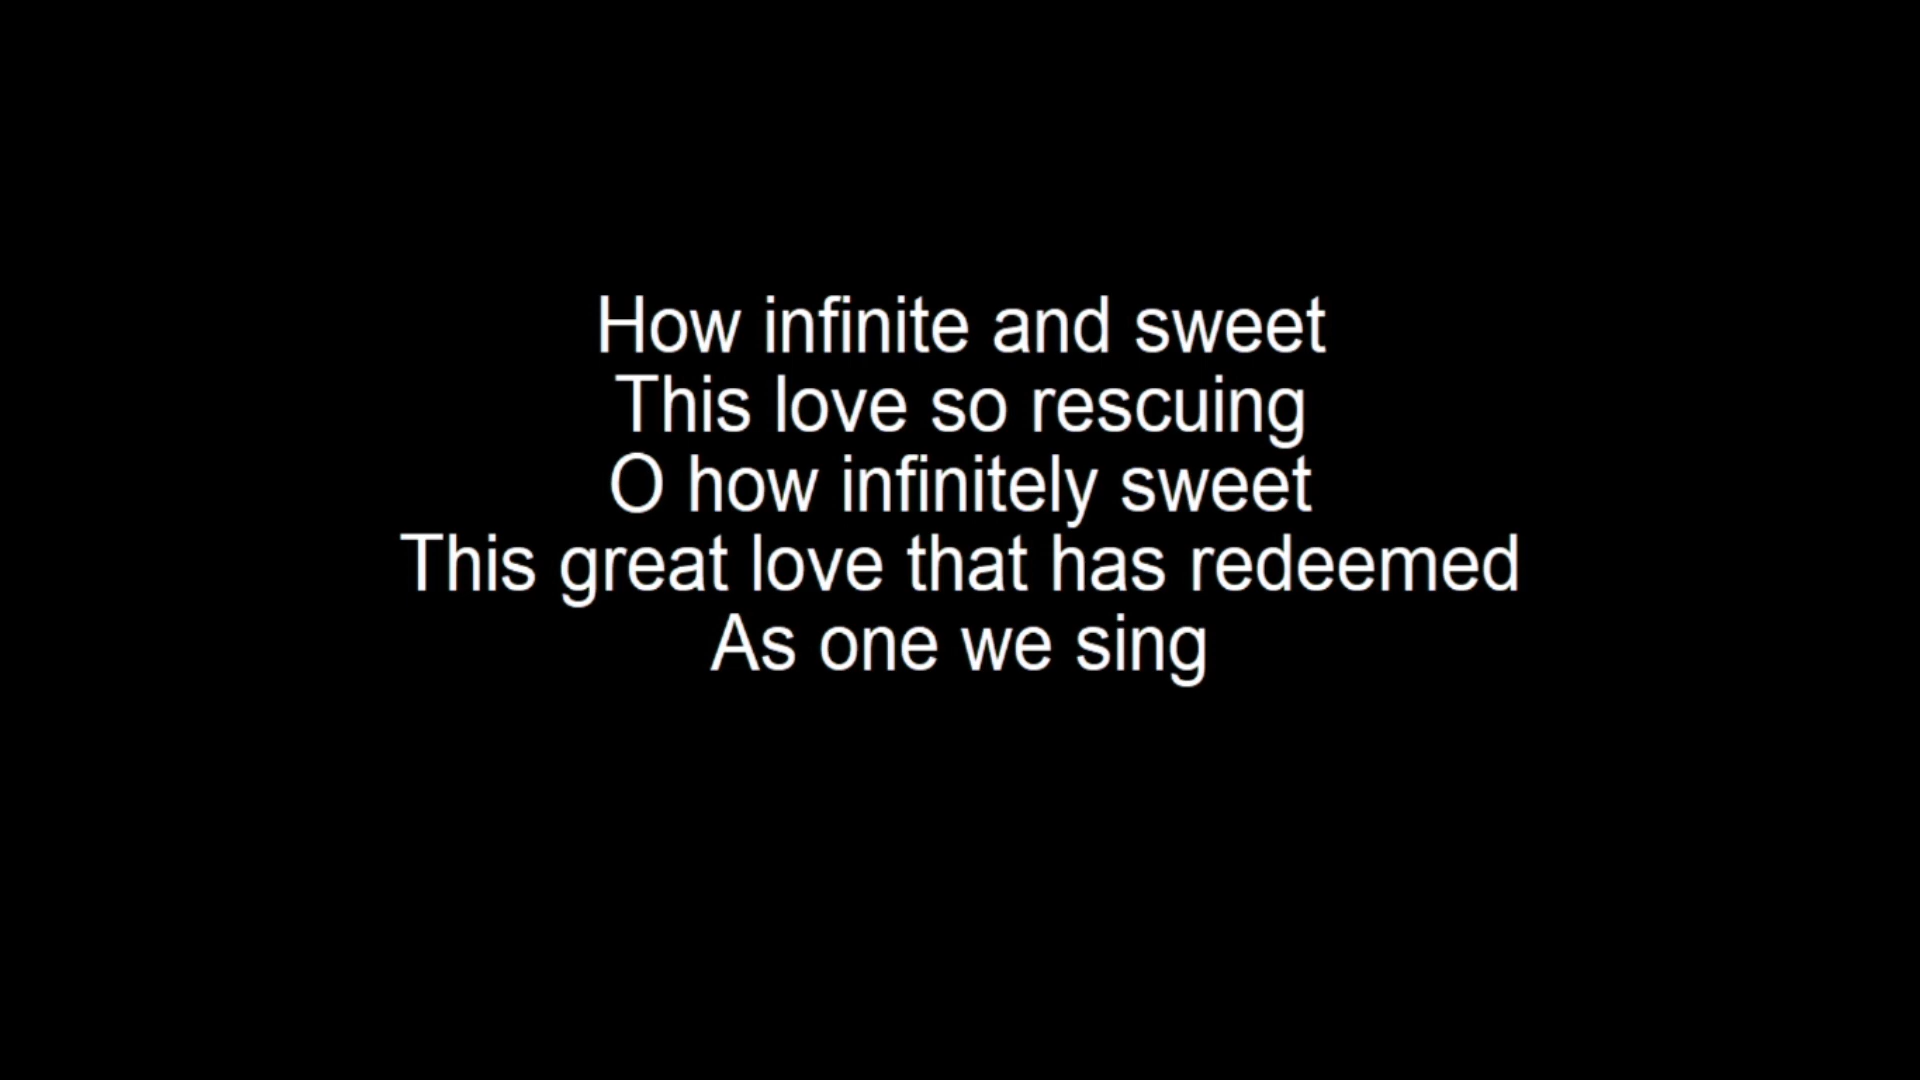 How infinite and sweet
This love so rescuing
O how infinitely sweet
This great love that has redeemed
As one we sing